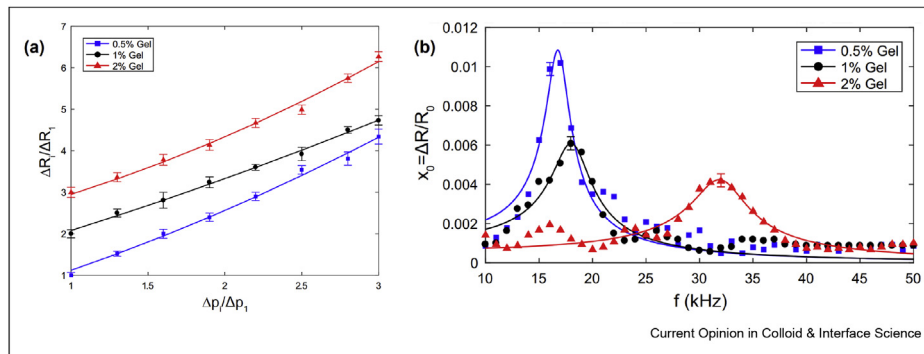 (a)
0.5% Gel
1% Gel
2% Gel
7
6
5
4
3
2
1
ΔRᵢ/ΔR₁
1
1.5
2
2.5
3
Δpᵢ/Δp₁
(b)
0.5% Gel
1% Gel
2% Gel
0.012
0.01
0.008
0.006
0.004
0.002
0
x₀=ΔR/R₀
10
15
20
25
30
35
40
45
50
f (kHz)
Current Opinion in Colloid & Interface Science